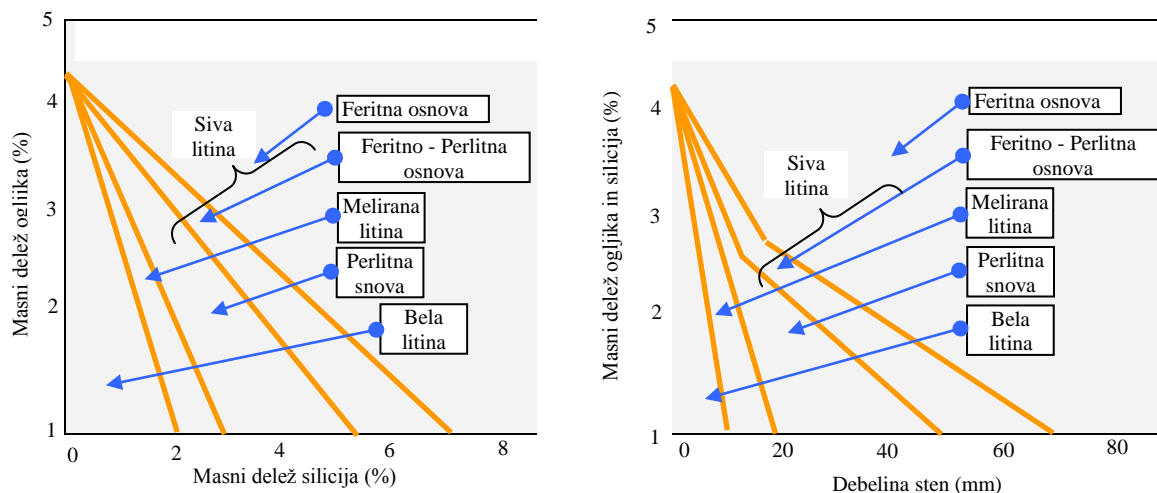 5
4
3
2
1
Masni delež ogljika (%)
Siva
litina
Feritna osnova
Feritno - Perlitna
osnova
Melirana
litina
Perlitna
snova
Bela
litina
0
2
4
6
8
Masni delež silicija (%)
5
4
3
2
1
Masni delež ogljika in silicija (%)
Siva
litina
Feritna osnova
Feritno - Perlitna
osnova
Melirana
litina
Perlitna
osnova
Bela
litina
0
20
40
60
80
Debelina sten (mm)